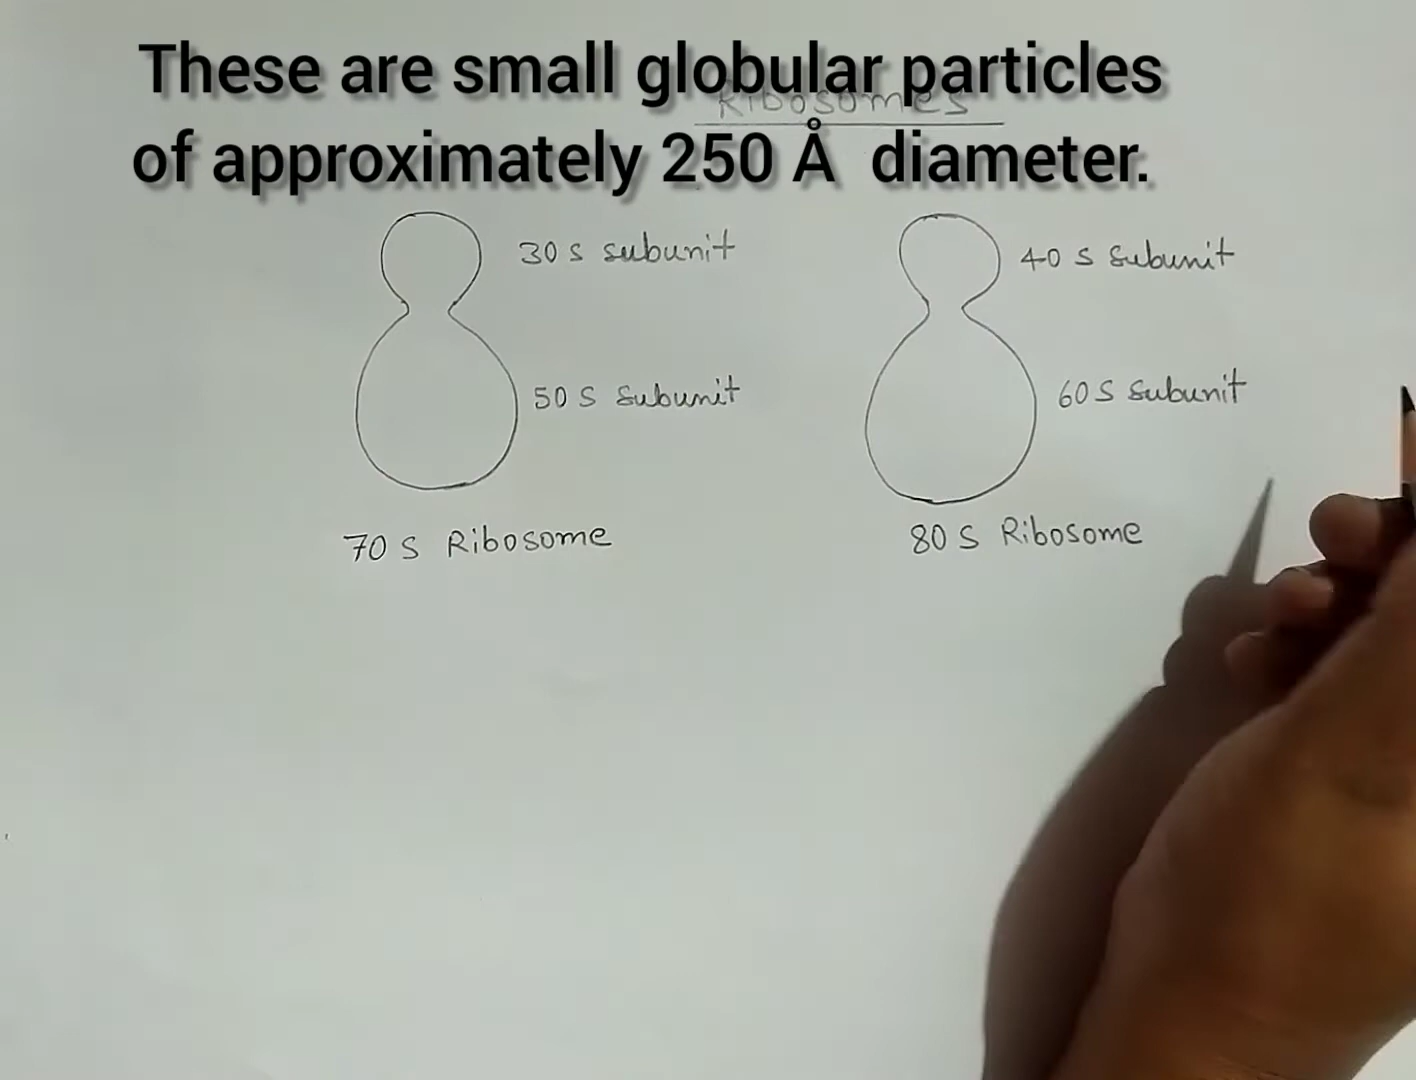 These are small globular particles
Ribosomes
of approximately 250 Å diameter.
30 S subunit
40 S Subunit
50 S Subunit
60 S Subunit
70 S Ribosome
80 S Ribosome